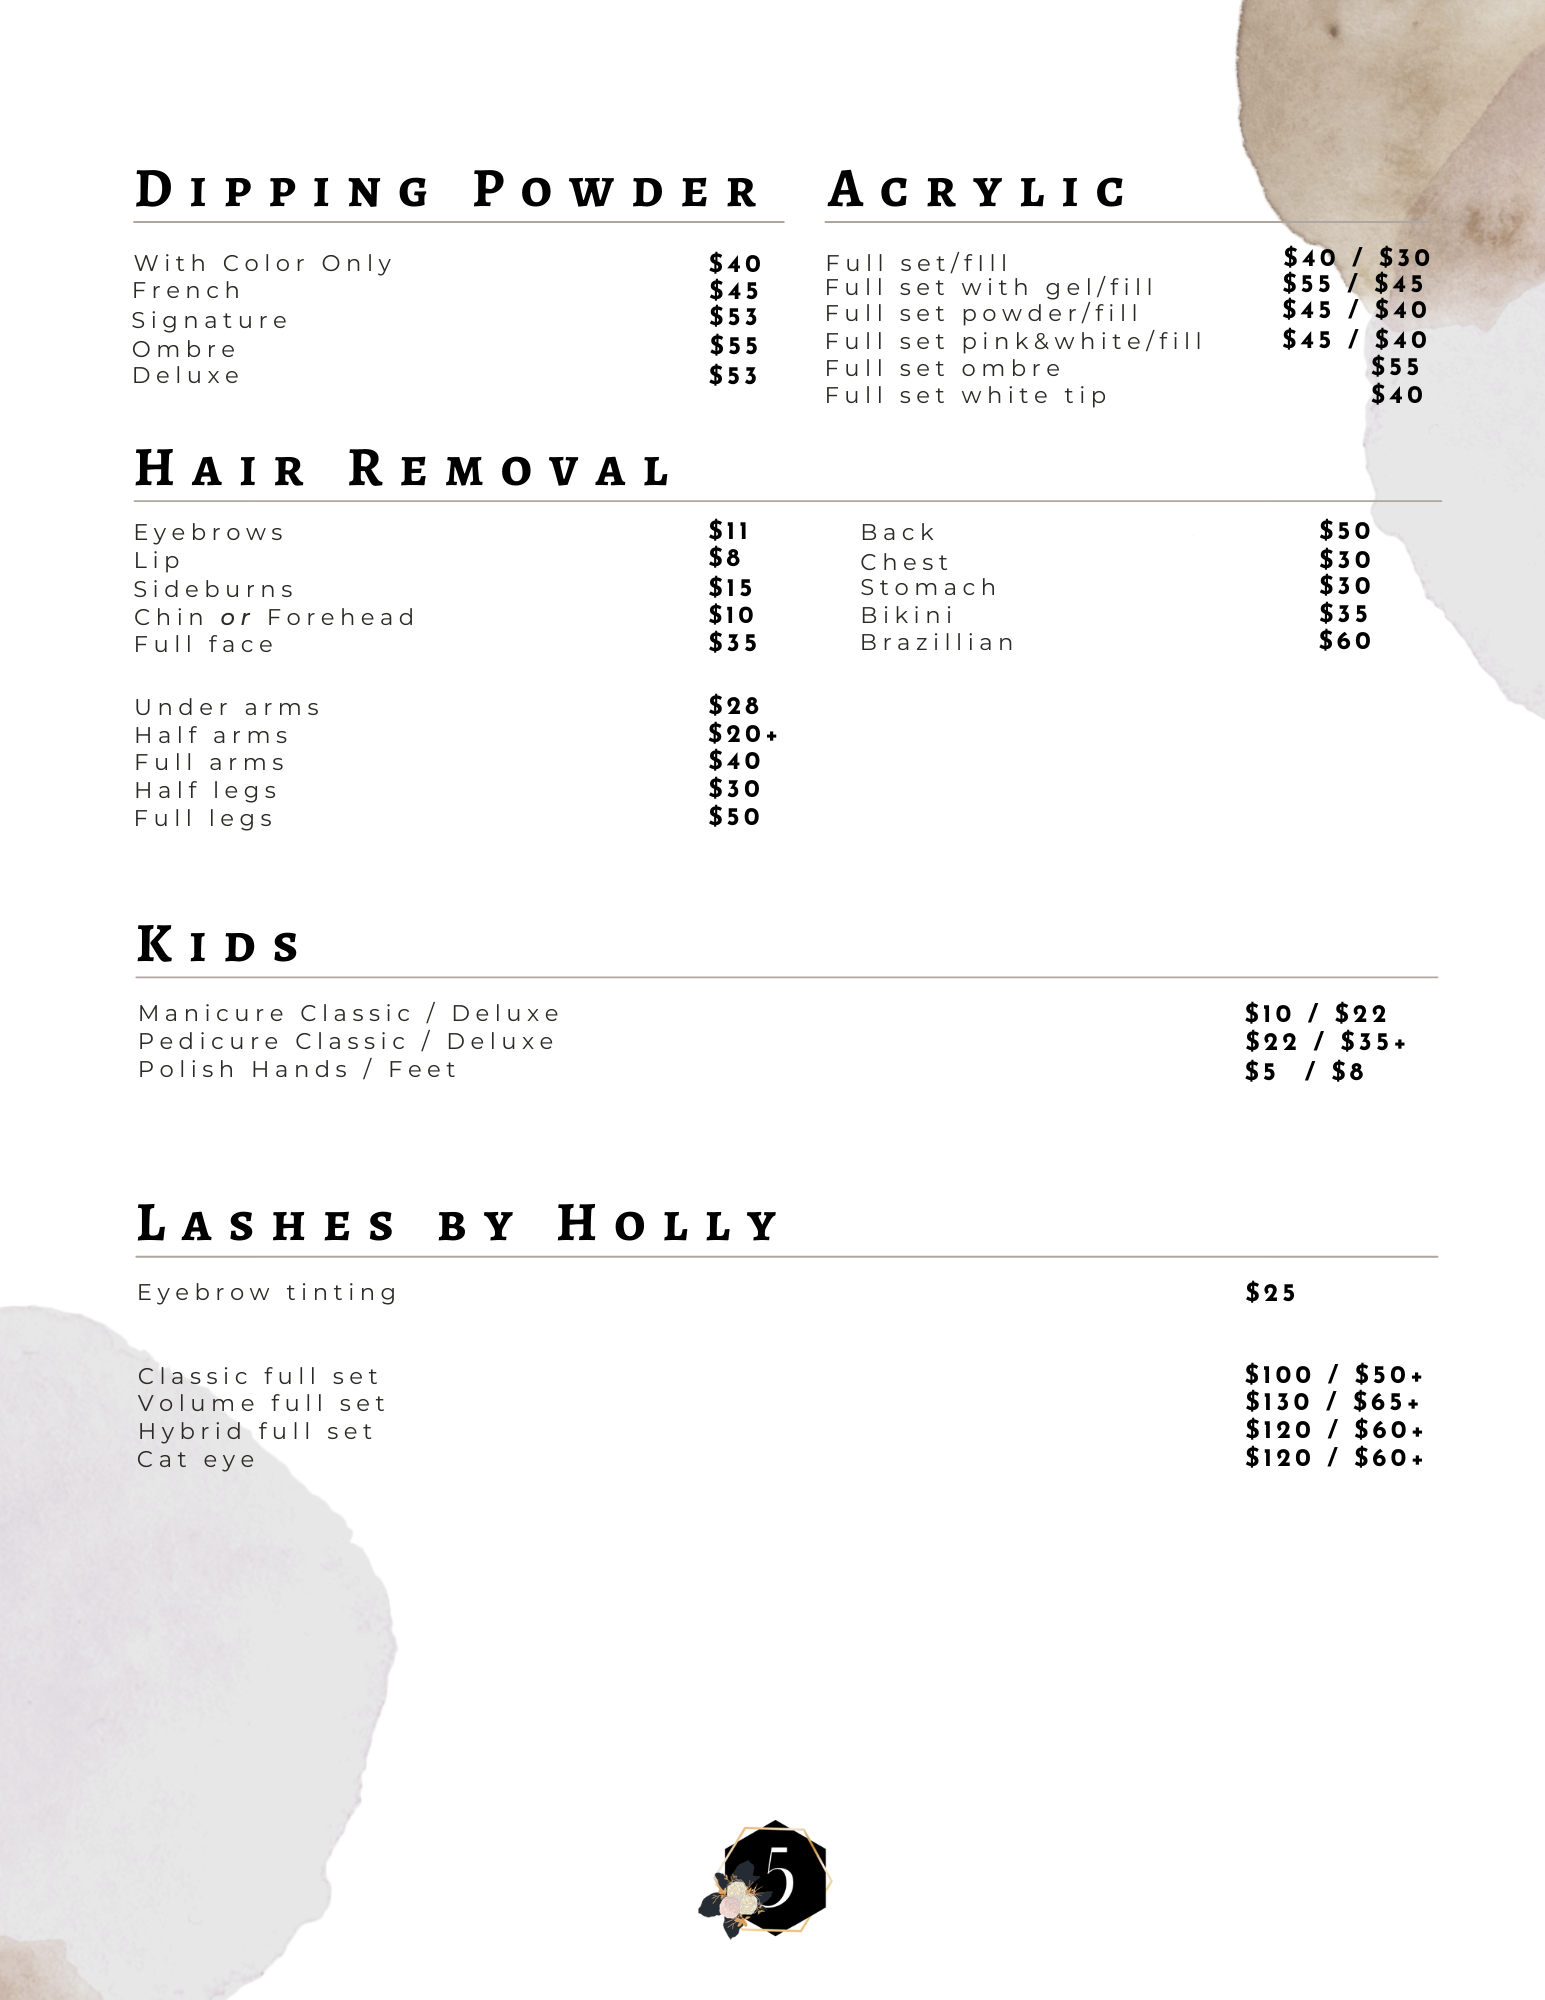 Dipping Powder
With Color Only $40
French $45
Signature $53
Ombre $55
Deluxe $53
Acrylic
Full set/fIll $40 / $30
Full set with gel/fill $55 / $45
Full set powder/fill $45 / $40
Full set pink&white/fill $45 / $40
Full set ombre $55
Full set white tip $40
Hair Removal
Eyebrows $11
Lip $8
Sideburns $15
Chin or Forehead $10
Full face $35
Under arms $28
Half arms $20+
Full arms $40
Half legs $30
Full legs $50
Back $50
Chest $30
Stomach $30
Bikini $35
Brazillian $60
Kids
Manicure Classic / Deluxe $10 / $22
Pedicure Classic / Deluxe $22 / $35+
Polish Hands / Feet $5 / $8
Lashes by Holly
Eyebrow tinting $25
Classic full set $100 / $50+
Volume full set $130 / $65+
Hybrid full set $120 / $60+
Cat eye $120 / $60+
5